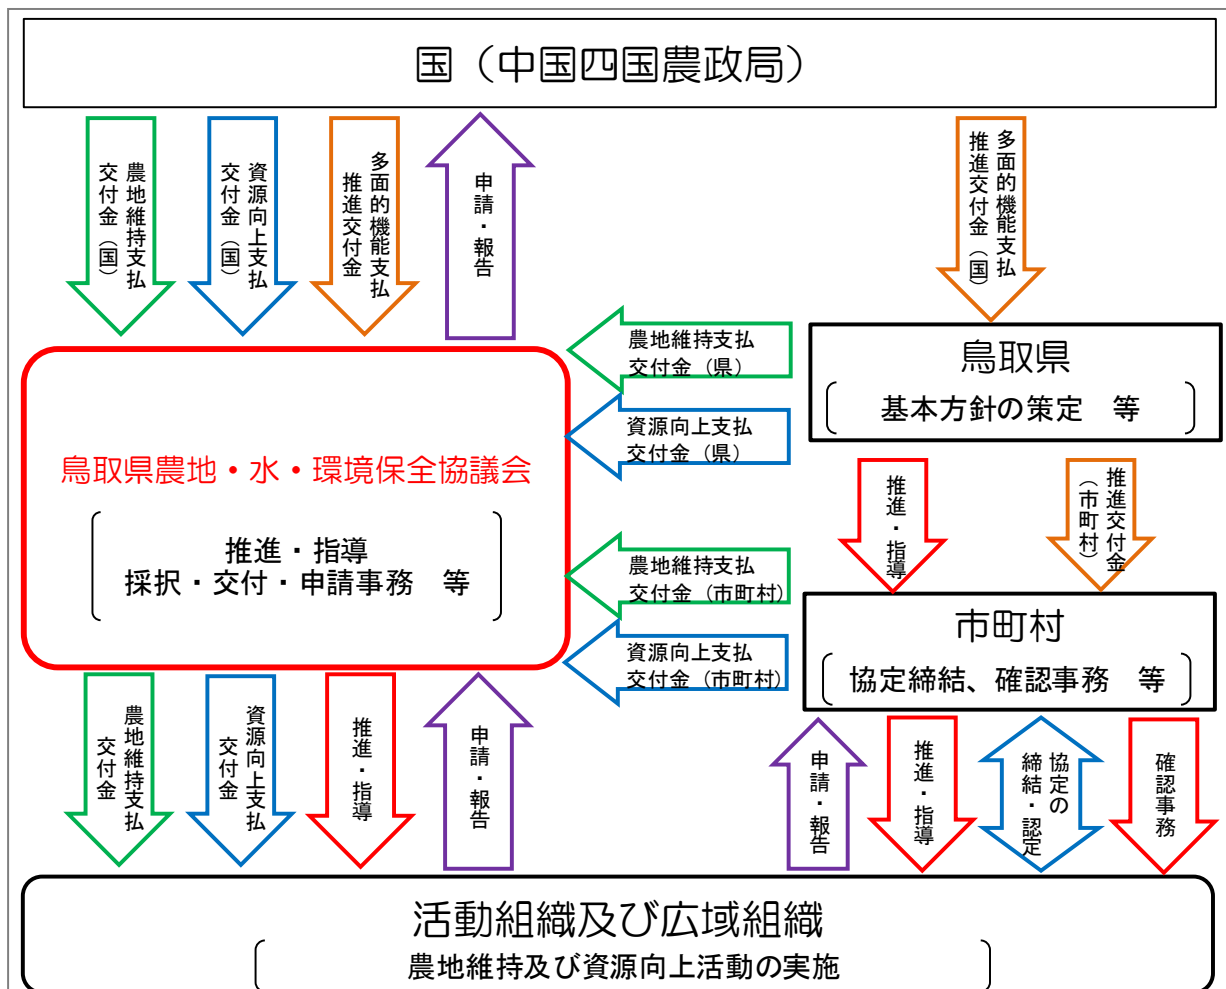 国（中国四国農政局）
農地維持支払
交付金（国）
資源向上支払
交付金（国）
多面的機能支払
推進交付金
申請・報告
多面的機能支払
推進交付金（国）
農地維持支払
交付金（県）
資源向上支払
交付金（県）
鳥取県
基本方針の策定　等
鳥取県農地・水・環境保全協議会
推進・指導
採択・交付・申請事務　等
推進・指導
推進交付金
（市町村）
農地維持支払
交付金（市町村）
資源向上支払
交付金（市町村）
市町村
協定締結、確認事務　等
農地維持支払
交付金
資源向上支払
交付金
推進・指導
申請・報告
申請・報告
推進・指導
協定の
締結・認定
確認事務
活動組織及び広域組織
農地維持及び資源向上活動の実施